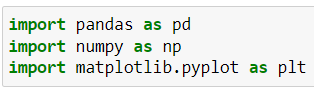 import pandas as pd
import numpy as np
import matplotlib.pyplot as plt